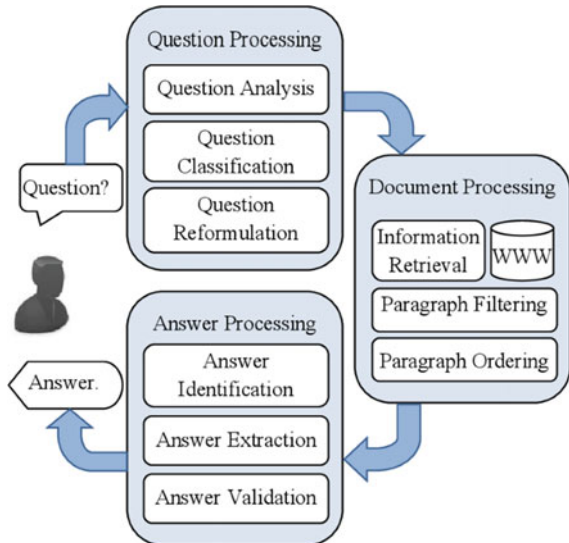 Question Processing
Question Analysis
Question
Classification
Question
Reformulation
Question?
Document Processing
Information
Retrieval
WWW
Paragraph Filtering
Paragraph Ordering
Answer Processing
Answer
Identification
Answer Extraction
Answer Validation
Answer.